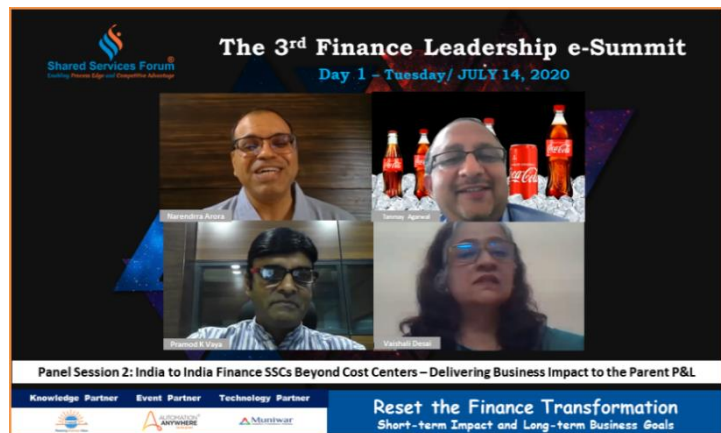 The 3rd Finance Leadership e-Summit
Shared Services Forum®
Enabling Process Edge and Competitive Advantage
Day 1 – Tuesday/ JULY 14, 2020
Coca-Cola
Narendrra Arora
Tanmay Agarwal
Pramod K Vaya
Vaishali Desai
Panel Session 2: India to India Finance SSCs Beyond Cost Centers – Delivering Business Impact to the Parent P&L
Knowledge Partner Event Partner Technology Partner
AUTOMATION
ANYWHERE
Muniwar
Reset the Finance Transformation
Short-term Impact and Long-term Business Goals